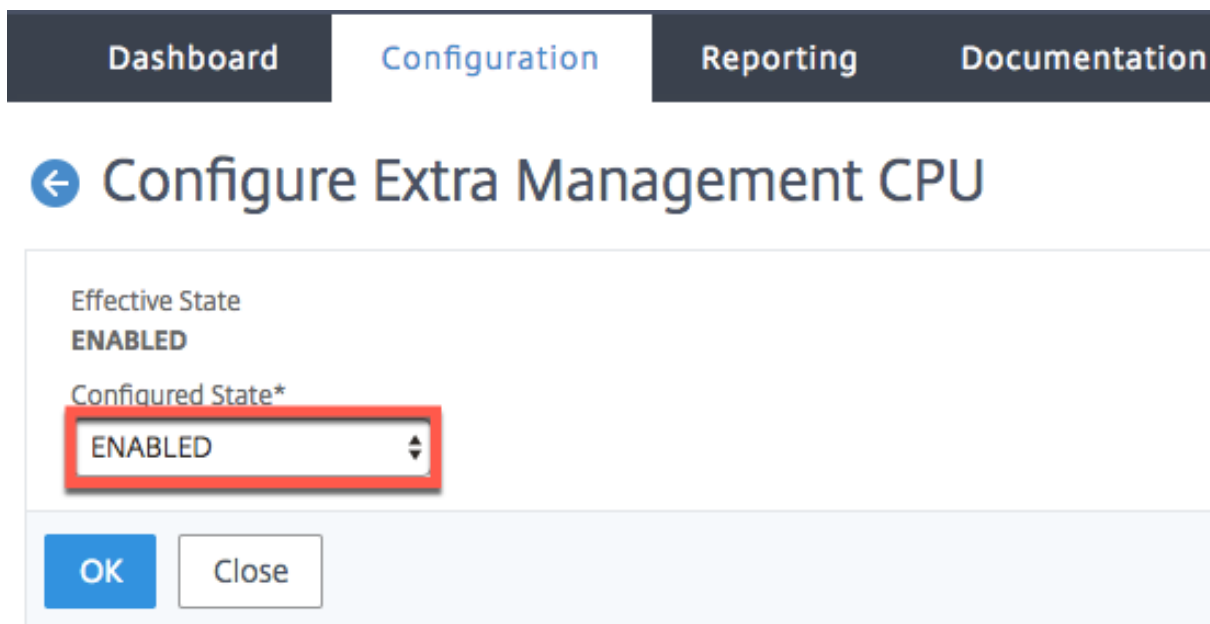 Dashboard Configuration Reporting Documentation
Configure Extra Management CPU
Effective State
ENABLED
Configured State*
ENABLED
OK Close